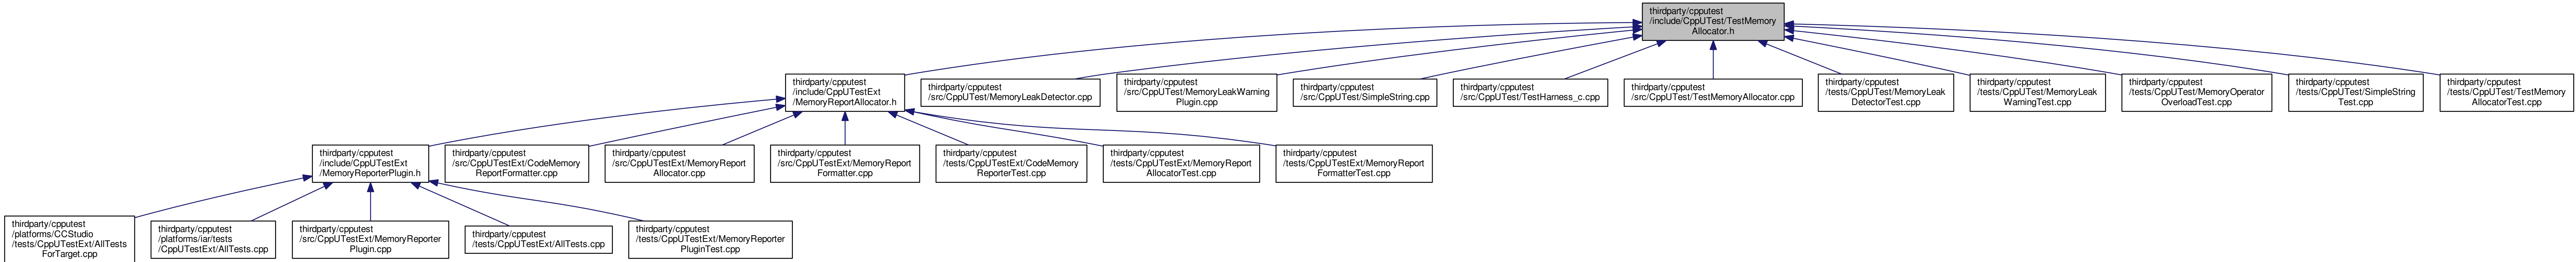 thirdparty/cpputest
/include/CppUTest/TestMemory
Allocator.h
thirdparty/cpputest
/include/CppUTestExt
/MemoryReportAllocator.h
thirdparty/cpputest
/src/CppUTest/MemoryLeakDetector.cpp
thirdparty/cpputest
/src/CppUTest/MemoryLeakWarning
Plugin.cpp
thirdparty/cpputest
/src/CppUTest/SimpleString.cpp
thirdparty/cpputest
/src/CppUTest/TestHarness_c.cpp
thirdparty/cpputest
/src/CppUTest/TestMemoryAllocator.cpp
thirdparty/cpputest
/tests/CppUTest/MemoryLeak
DetectorTest.cpp
thirdparty/cpputest
/tests/CppUTest/MemoryLeak
WarningTest.cpp
thirdparty/cpputest
/tests/CppUTest/MemoryOperator
OverloadTest.cpp
thirdparty/cpputest
/tests/CppUTest/SimpleString
Test.cpp
thirdparty/cpputest
/tests/CppUTest/TestMemory
AllocatorTest.cpp
thirdparty/cpputest
/include/CppUTestExt
/MemoryReporterPlugin.h
thirdparty/cpputest
/src/CppUTestExt/CodeMemory
ReportFormatter.cpp
thirdparty/cpputest
/src/CppUTestExt/MemoryReport
Allocator.cpp
thirdparty/cpputest
/src/CppUTestExt/MemoryReport
Formatter.cpp
thirdparty/cpputest
/tests/CppUTestExt/CodeMemory
ReporterTest.cpp
thirdparty/cpputest
/tests/CppUTestExt/MemoryReport
AllocatorTest.cpp
thirdparty/cpputest
/tests/CppUTestExt/MemoryReport
FormatterTest.cpp
thirdparty/cpputest
/platforms/CCStudio
/tests/CppUTestExt/AllTests
ForTarget.cpp
thirdparty/cpputest
/platforms/iar/tests
/CppUTestExt/AllTests.cpp
thirdparty/cpputest
/src/CppUTestExt/MemoryReporter
Plugin.cpp
thirdparty/cpputest
/tests/CppUTestExt/AllTests.cpp
thirdparty/cpputest
/tests/CppUTestExt/MemoryReporter
PluginTest.cpp